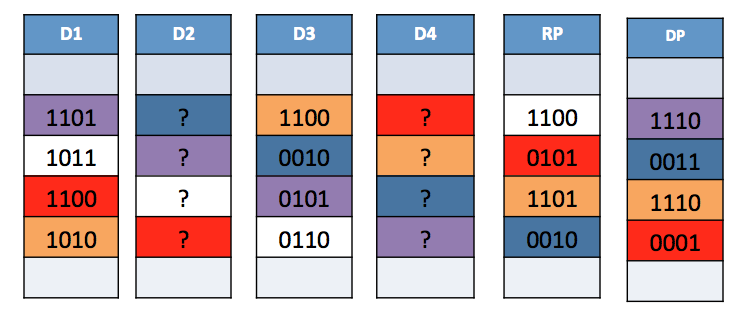 D1 D2 D3 D4 RP DP
1101 ? 1100 ? 1100 1110
1011 ? 0010 ? 0101 0011
1100 ? 0101 ? 1101 1110
1010 ? 0110 ? 0010 0001